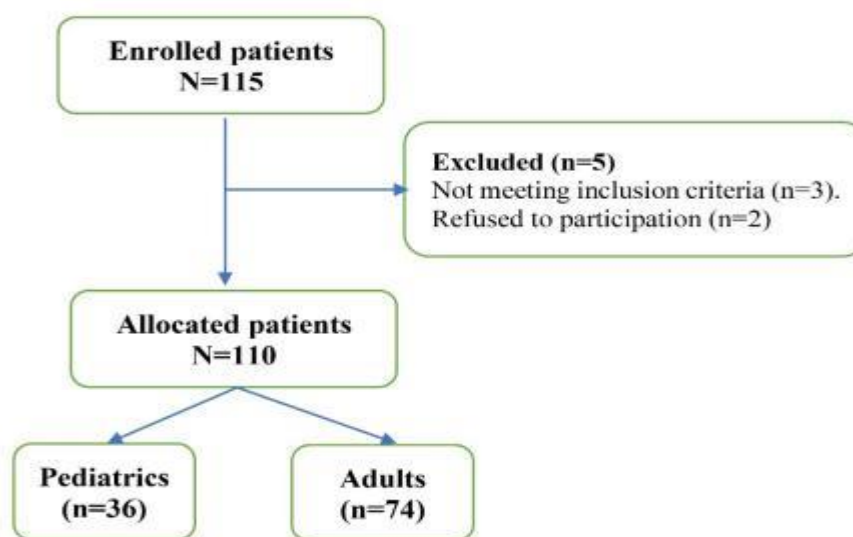 Enrolled patients
N=115
Excluded (n=5)
Not meeting inclusion criteria (n=3).
Refused to participation (n=2)
Allocated patients
N=110
Pediatrics
(n=36)
Adults
(n=74)